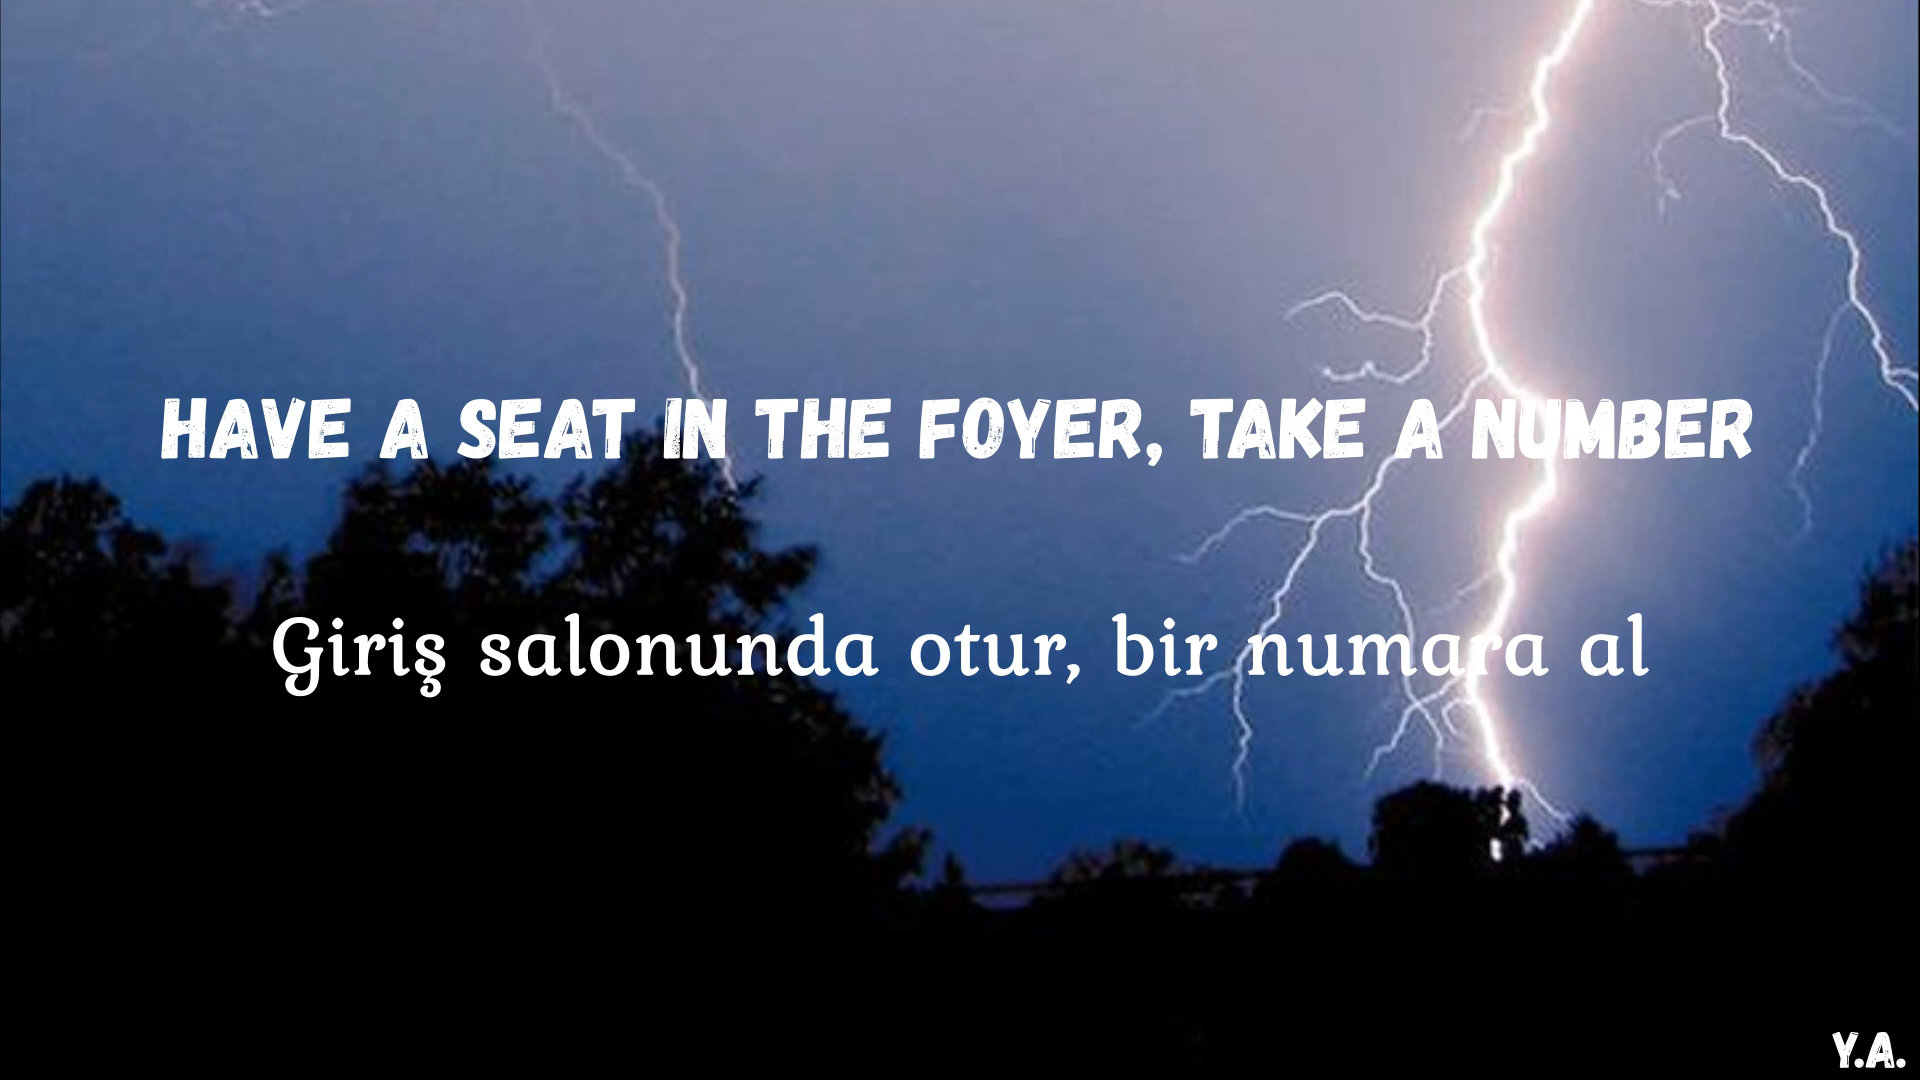 HAVE A SEAT IN THE FOYER, TAKE A NUMBER
Giriş salonunda otur, bir numara al
Y.A.